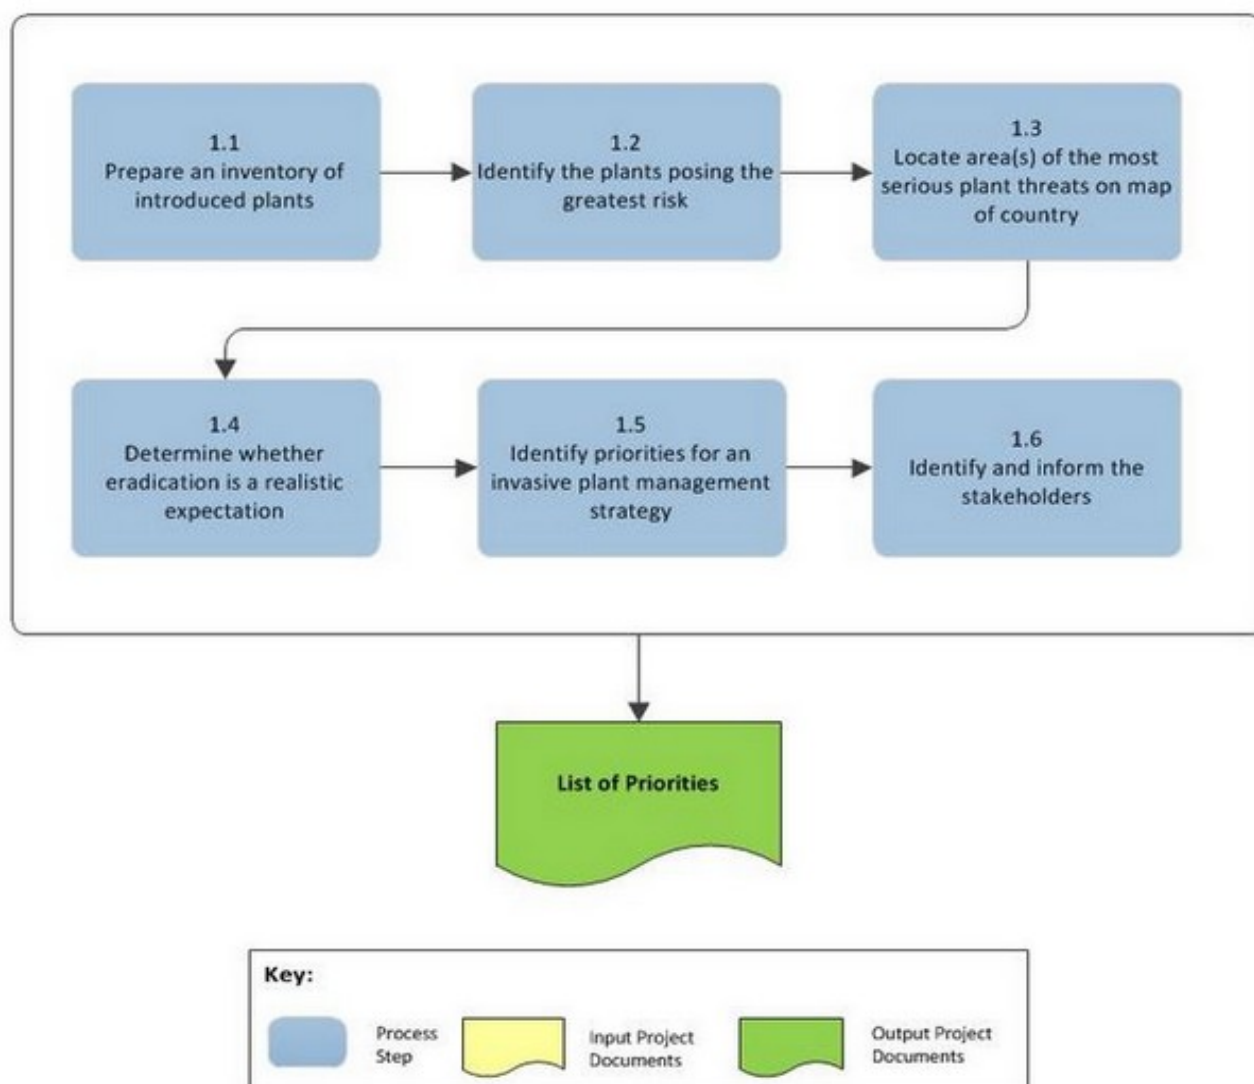 1.1
Prepare an inventory of
introduced plants
1.2
Identify the plants posing the
greatest risk
1.3
Locate area(s) of the most
serious plant threats on map
of country
1.4
Determine whether
eradication is a realistic
expectation
1.5
Identify priorities for an
invasive plant management
strategy
1.6
Identify and inform the
stakeholders
List of Priorities
Key:
Process
Step
Input Project
Documents
Output Project
Documents